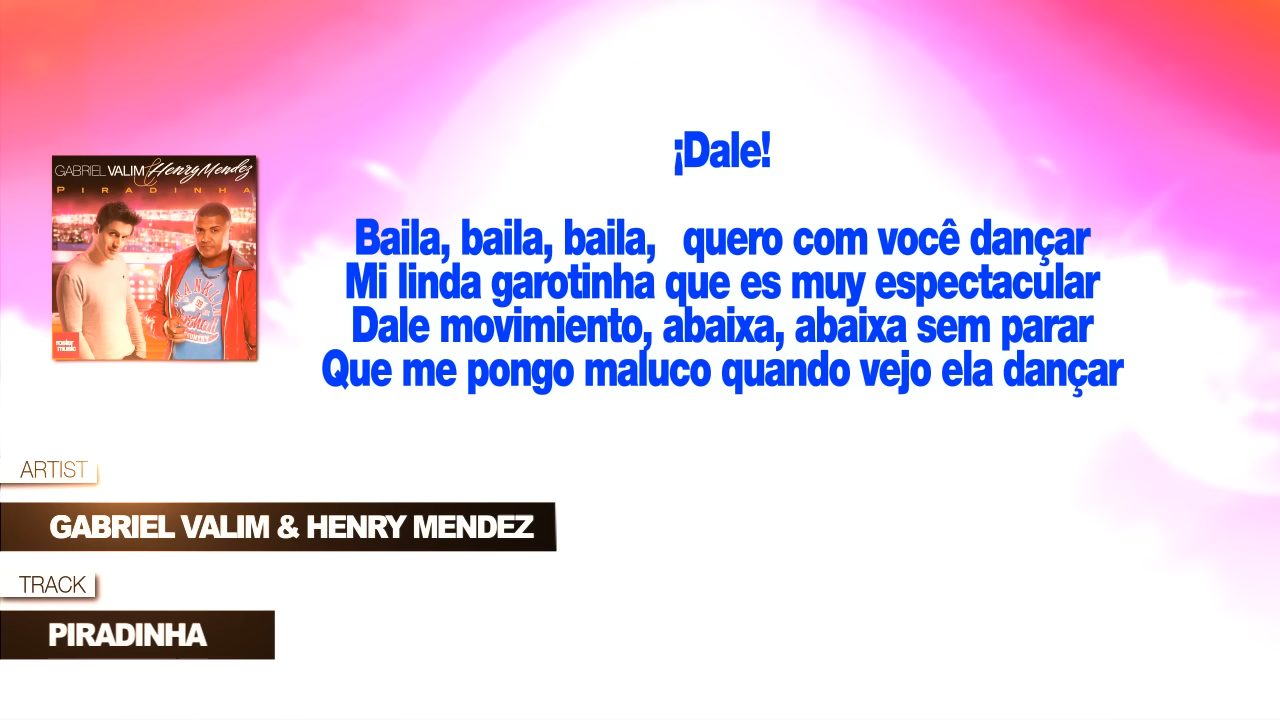 ¡Dale!
Baila, baila, baila, quero com você dançar
Mi linda garotinha que es muy espectacular
Dale movimiento, abaixa, abaixa sem parar
Que me pongo maluco quando vejo ela dançar
GABRIEL VALIM & Henry Mendez
PIRADINHA
roster music
ARTIST
GABRIEL VALIM & HENRY MENDEZ
TRACK
PIRADINHA